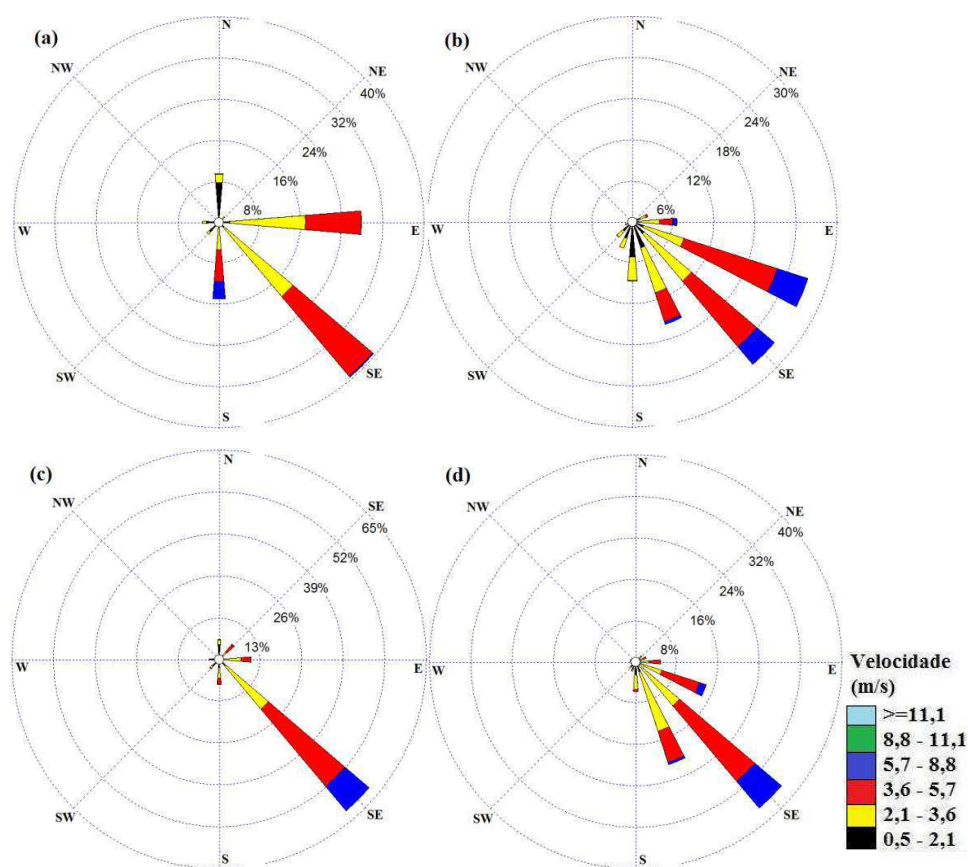 (a)
N
NW
NE
40%
32%
24%
16%
8%
W
E
SW
SE
S
(b)
N
NW
NE
30%
24%
18%
12%
6%
W
E
SW
SE
S
(c)
N
NW
SE
65%
52%
39%
26%
13%
W
E
SW
SE
S
(d)
N
NW
NE
40%
32%
24%
16%
8%
W
E
SW
SE
S
Velocidade
(m/s)
>=11,1
8,8 - 11,1
5,7 - 8,8
3,6 - 5,7
2,1 - 3,6
0,5 - 2,1